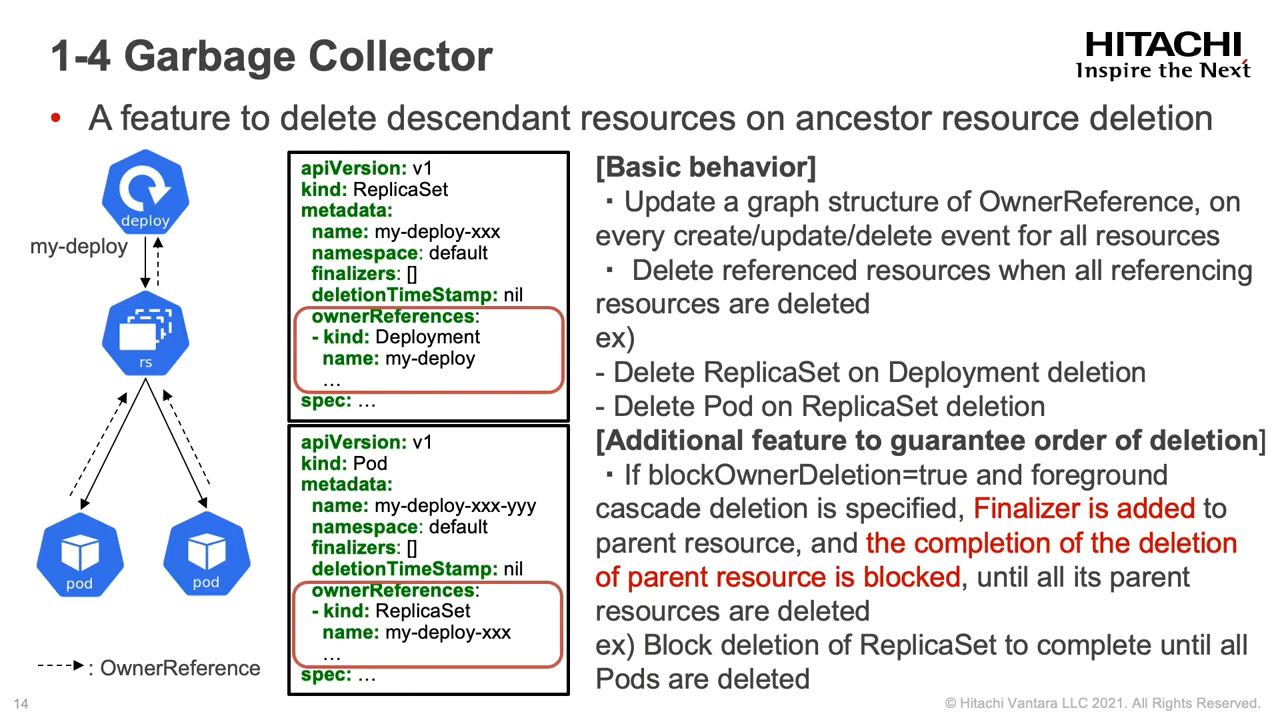 1-4 Garbage Collector
HITACHI
Inspire the Next
• A feature to delete descendant resources on ancestor resource deletion
deploy
my-deploy
rs
pod
pod
: OwnerReference
apiVersion: v1
kind: ReplicaSet
metadata:
name: my-deploy-xxx
namespace: default
finalizers: []
deletionTimeStamp: nil
ownerReferences:
- kind: Deployment
name: my-deploy
…
spec: …
apiVersion: v1
kind: Pod
metadata:
name: my-deploy-xxx-yyy
namespace: default
finalizers: []
deletionTimeStamp: nil
ownerReferences:
- kind: ReplicaSet
name: my-deploy-xxx
…
spec: …
[Basic behavior]
・Update a graph structure of OwnerReference, on
every create/update/delete event for all resources
・ Delete referenced resources when all referencing
resources are deleted
ex)
- Delete ReplicaSet on Deployment deletion
- Delete Pod on ReplicaSet deletion
[Additional feature to guarantee order of deletion]
・If blockOwnerDeletion=true and foreground
cascade deletion is specified, Finalizer is added to
parent resource, and the completion of the deletion
of parent resource is blocked, until all its parent
resources are deleted
ex) Block deletion of ReplicaSet to complete until all
Pods are deleted
14
© Hitachi Vantara LLC 2021. All Rights Reserved.